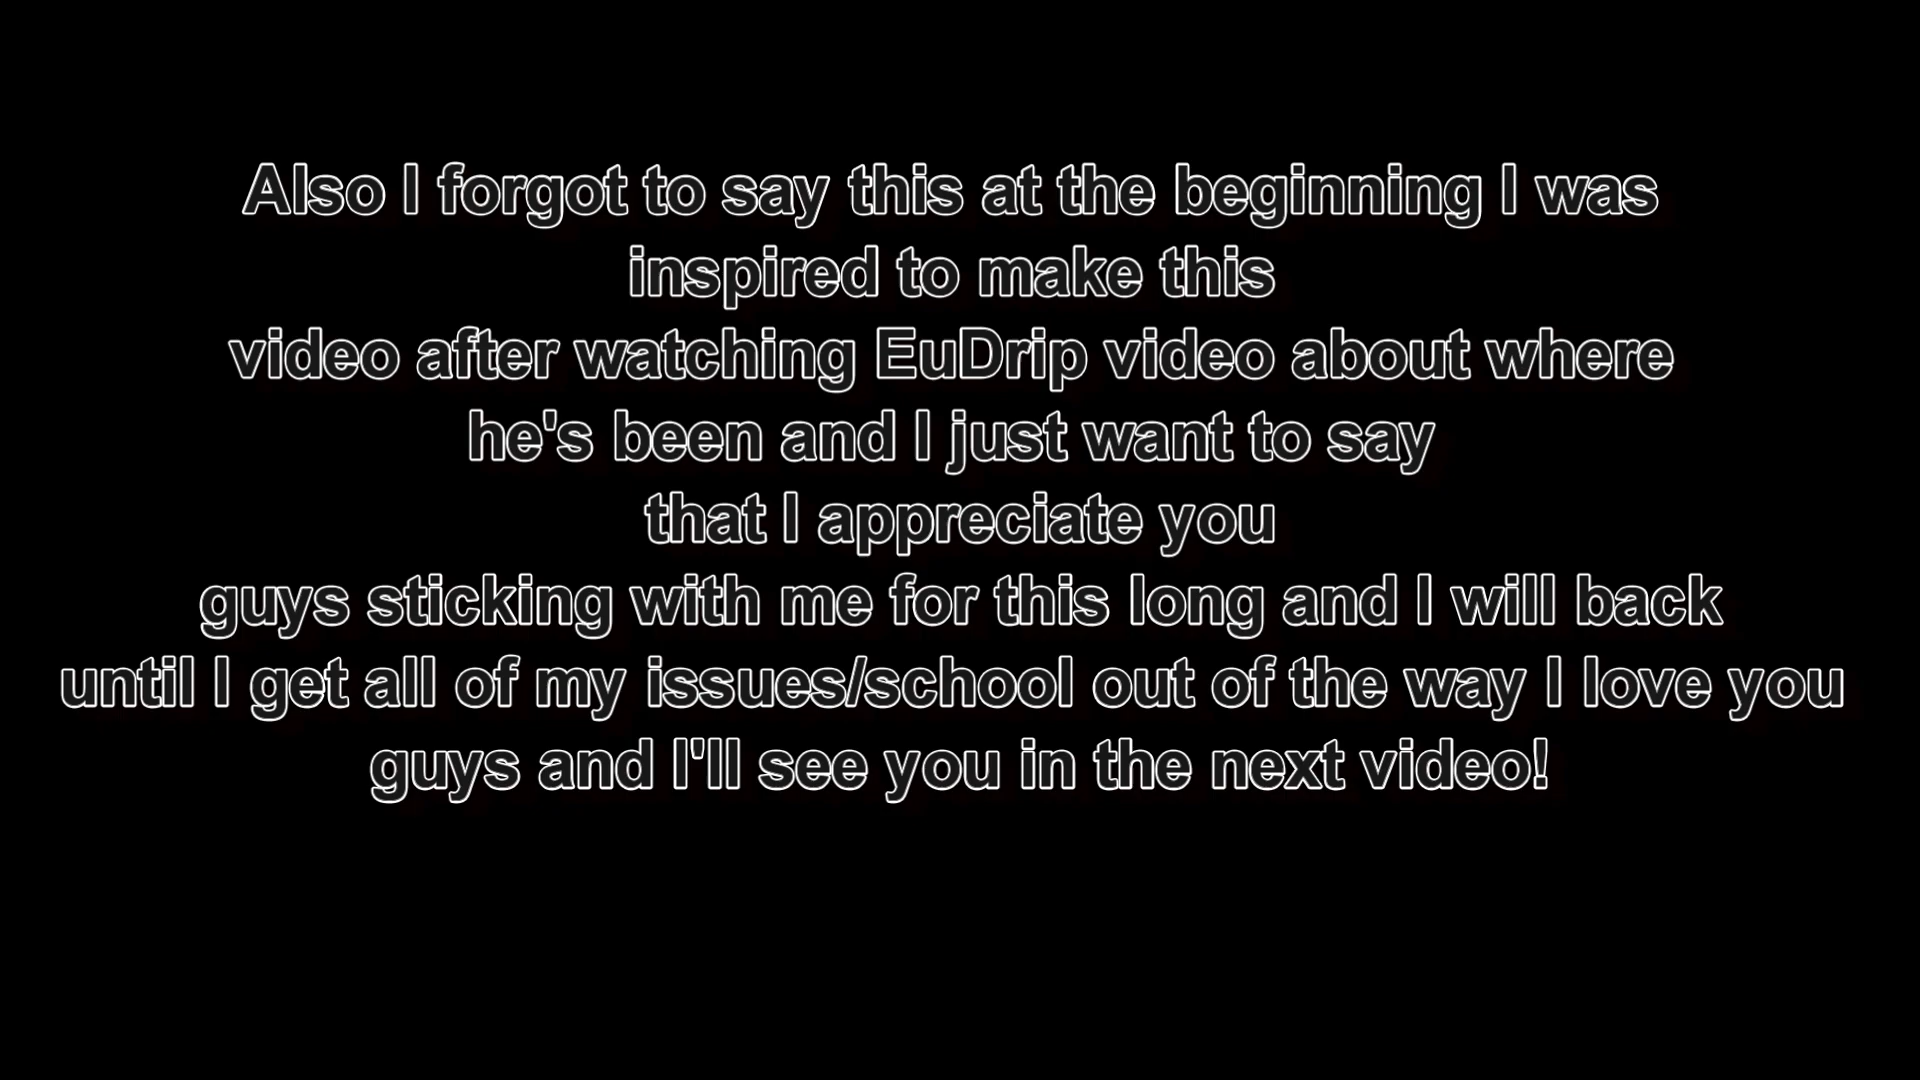 Also I forgot to say this at the beginning I was
inspired to make this
video after watching EuDrip video about where
he's been and I just want to say
that I appreciate you
guys sticking with me for this long and I will back
until I get all of my issues/school out of the way I love you
guys and I'll see you in the next video!